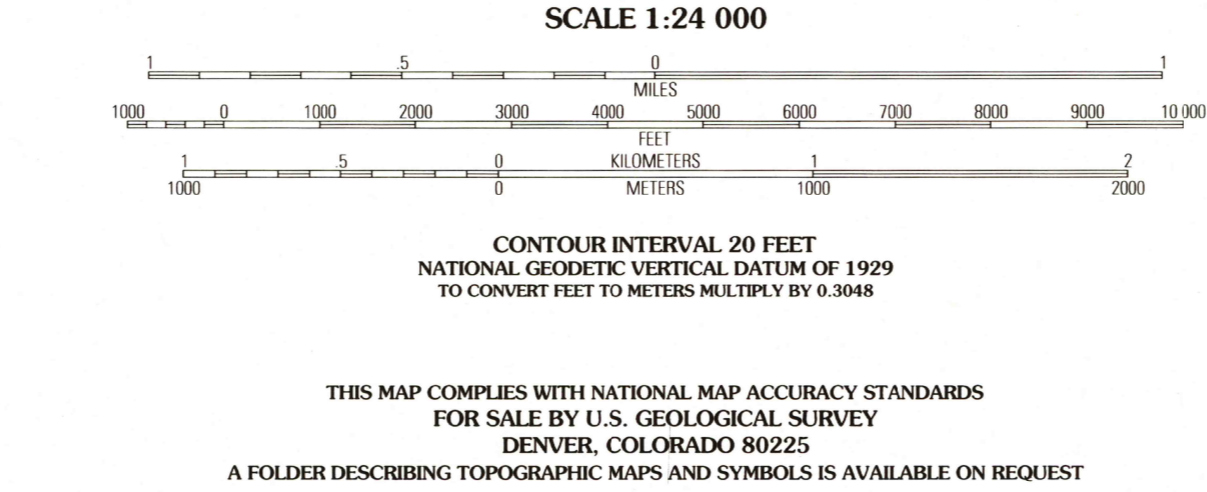 SCALE 1:24 000
1 .5 0 1
MILES
1000 0 1000 2000 3000 4000 5000 6000 7000 8000 9000 10 000
FEET
1 .5 0 KILOMETERS 1 2
1000 0 METERS 1000 2000
CONTOUR INTERVAL 20 FEET
NATIONAL GEODETIC VERTICAL DATUM OF 1929
TO CONVERT FEET TO METERS MULTIPLY BY 0.3048
THIS MAP COMPLIES WITH NATIONAL MAP ACCURACY STANDARDS
FOR SALE BY U.S. GEOLOGICAL SURVEY
DENVER, COLORADO 80225
A FOLDER DESCRIBING TOPOGRAPHIC MAPS AND SYMBOLS IS AVAILABLE ON REQUEST